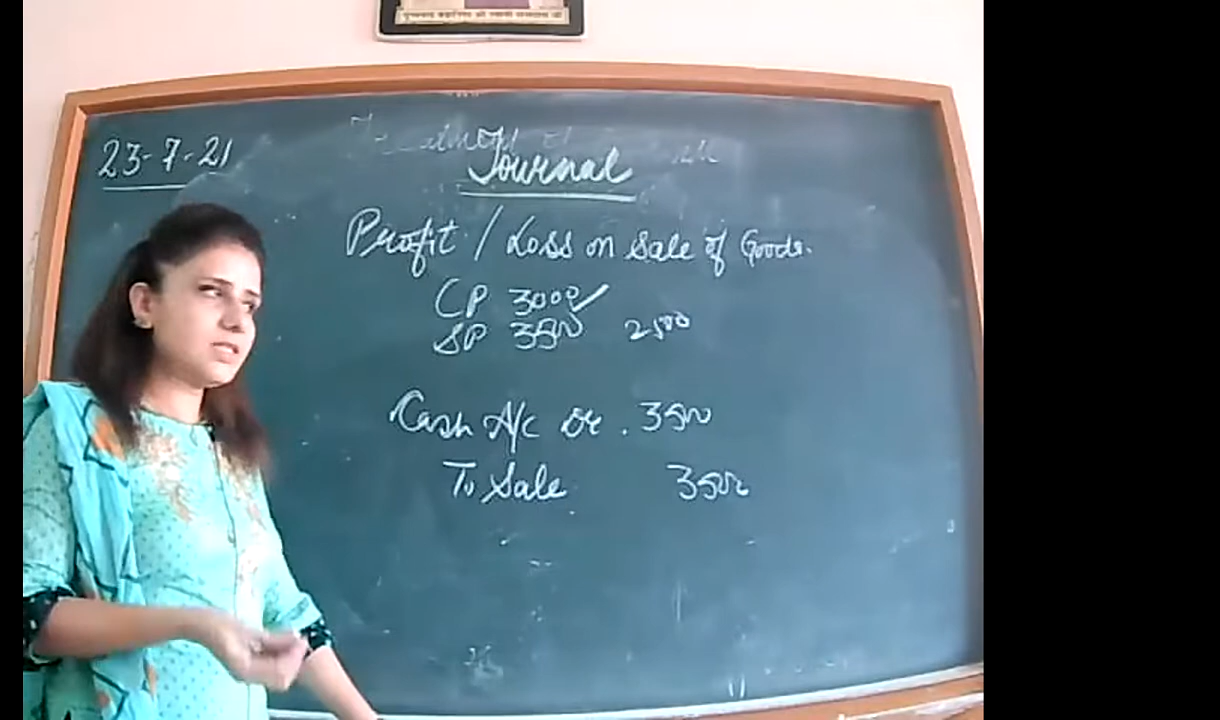 23-7-21
Journal
Profit / Loss on Sale of Goods.
CP 3000
SP 3500 2500
Cash A/c Dr. 3500
To Sale 3500